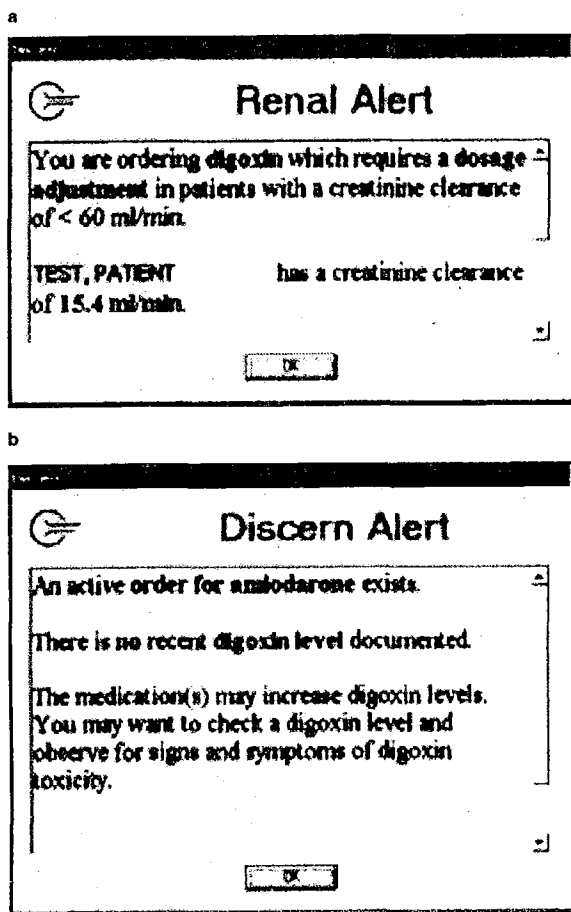 a
Renal Alert
You are ordering digoxin which requires a dosage
adjustment in patients with a creatinine clearance
of < 60 ml/min.
TEST, PATIENT has a creatinine clearance
of 15.4 ml/min.
OK
b
Discern Alert
An active order for amiodarone exists.
There is no recent digoxin level documented.
The medication(s) may increase digoxin levels.
You may want to check a digoxin level and
observe for signs and symptoms of digoxin
toxicity.
OK